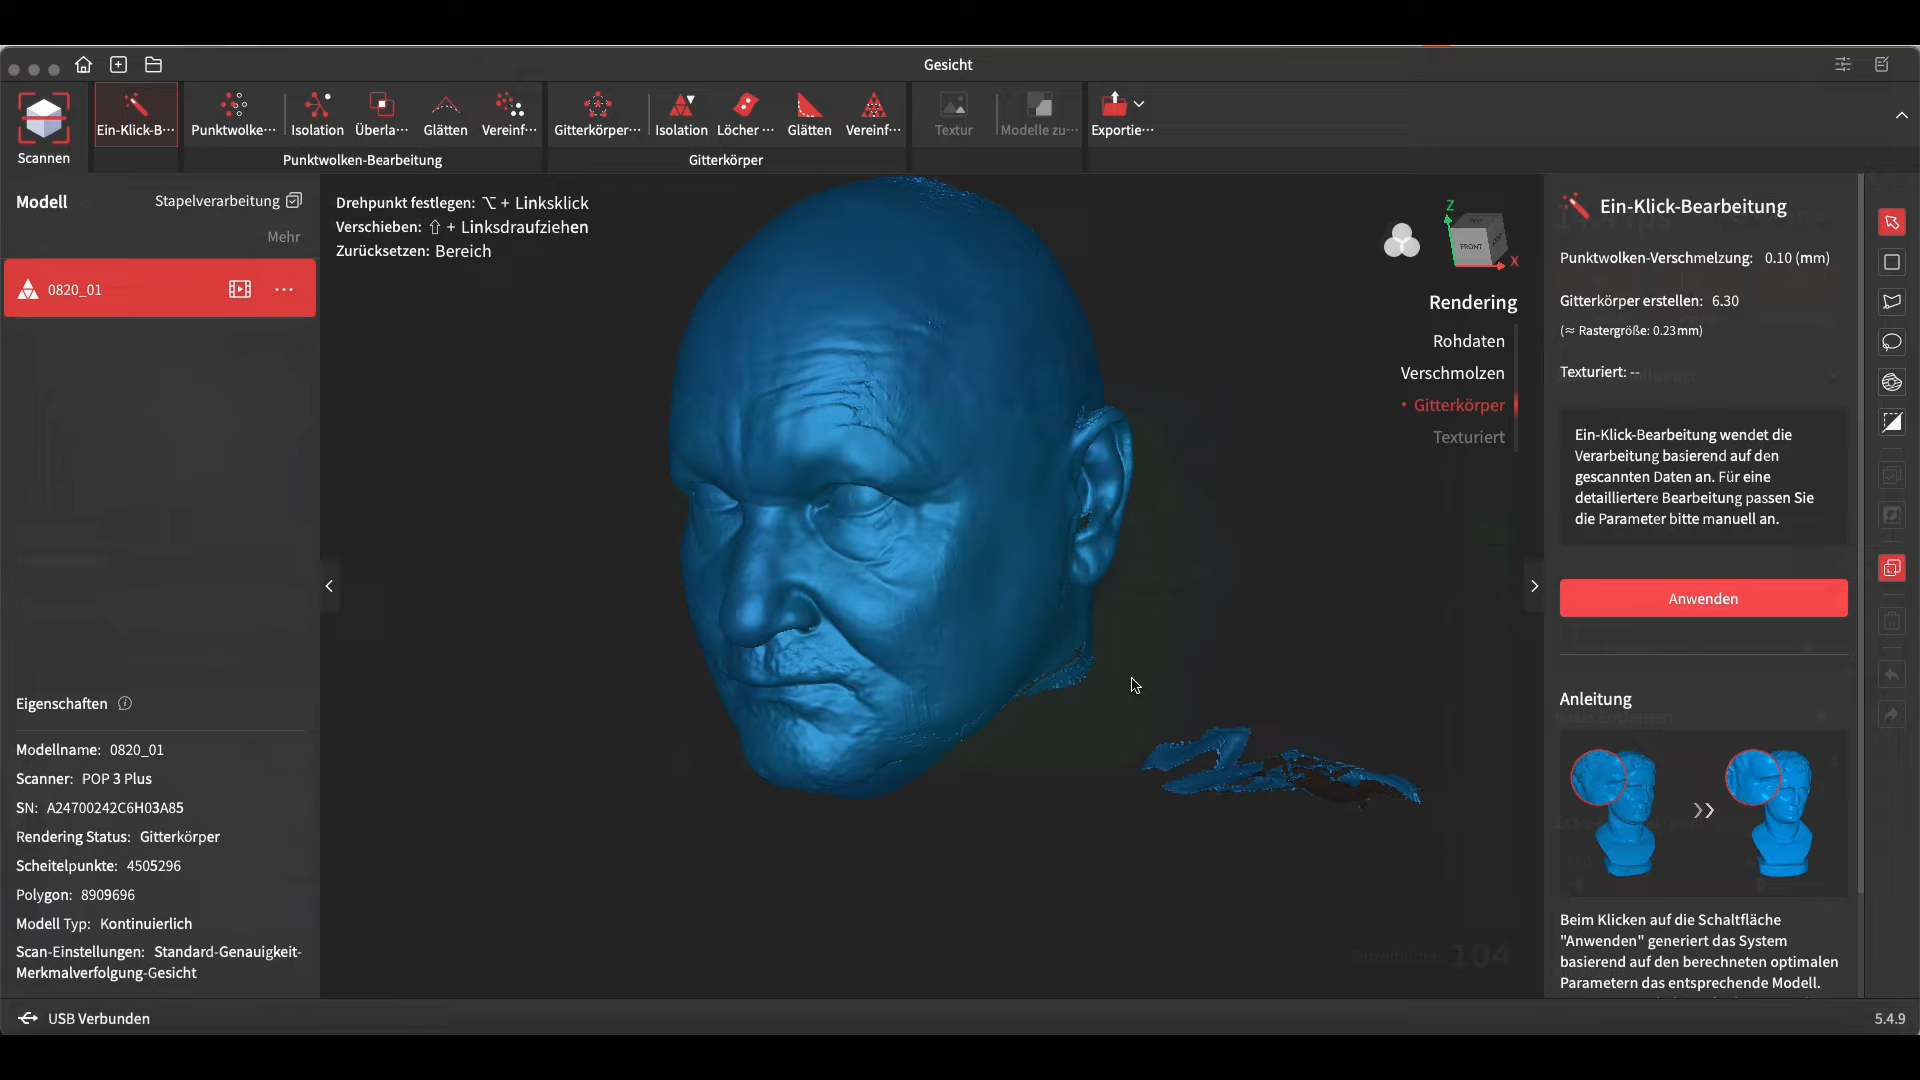 Gesicht
Scannen
Ein-Klick-B···
Punktwolke···
Isolation
Überla···
Glätten
Vereinf···
Punktwolken-Bearbeitung
Gitterkörper···
Isolation
Löcher ···
Glätten
Vereinf···
Gitterkörper
Textur
Modelle zu···
Exportie···
Modell
Stapelverarbeitung
Mehr
0820_01
Eigenschaften
Modellname: 0820_01
Scanner: POP 3 Plus
SN: A24700242C6H03A85
Rendering Status: Gitterkörper
Scheitelpunkte: 4505296
Polygon: 8909696
Modell Typ: Kontinuierlich
Scan-Einstellungen: Standard-Genauigkeit-
Merkmalverfolgung-Gesicht
Drehpunkt festlegen: ⌥ + Linksklick
Verschieben: ⇧ + Linksdraufziehen
Zurücksetzen: Bereich
Z
FRONT
X
Rendering
Rohdaten
Verschmolzen
• Gitterkörper
Texturiert
104
Ein-Klick-Bearbeitung
Punktwolken-Verschmelzung: 0.10 (mm)
Gitterkörper erstellen: 6.30
(≈ Rastergröße: 0.23mm)
Texturiert: --
Ein-Klick-Bearbeitung wendet die
Verarbeitung basierend auf den
gescannten Daten an. Für eine
detailliertere Bearbeitung passen Sie
die Parameter bitte manuell an.
Anwenden
Anleitung
Beim Klicken auf die Schaltfläche
"Anwenden" generiert das System
basierend auf den berechneten optimalen
Parametern das entsprechende Modell.
USB Verbunden
5.4.9